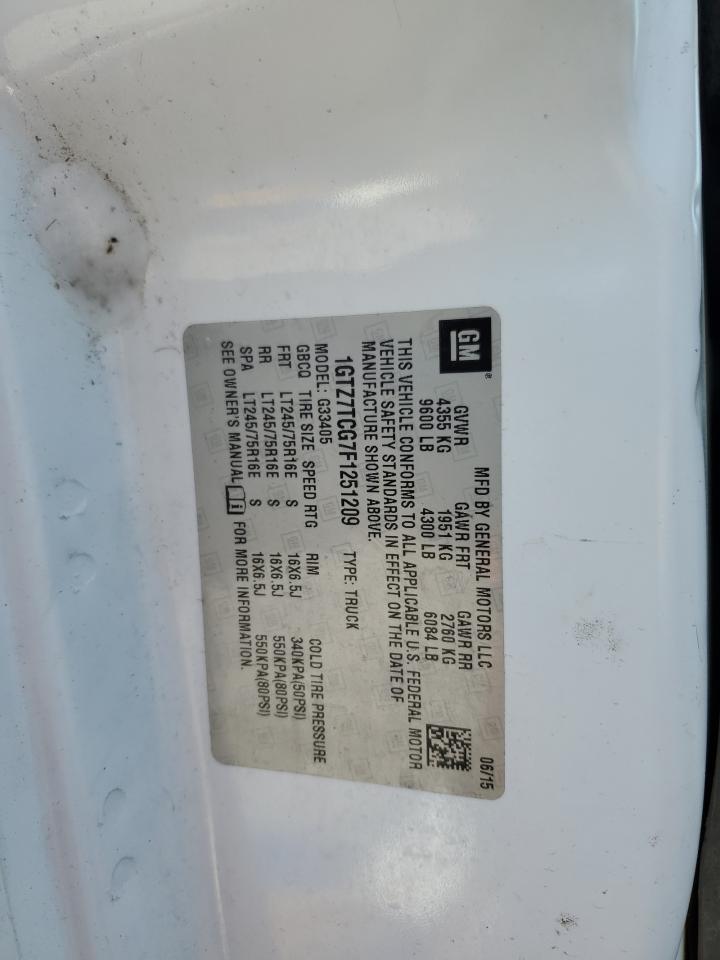 GM®
MFD BY GENERAL MOTORS LLC 06/15
GVWR GAWR FRT GAWR RR
4355 KG 1951 KG 2760 KG
9600 LB 4300 LB 6084 LB
THIS VEHICLE CONFORMS TO ALL APPLICABLE U.S. FEDERAL MOTOR
VEHICLE SAFETY STANDARDS IN EFFECT ON THE DATE OF
MANUFACTURE SHOWN ABOVE.
1GTZ7TCG7F1251209 TYPE: TRUCK
MODEL: G33405
GBCQ TIRE SIZE SPEED RTG RIM COLD TIRE PRESSURE
FRT LT245/75R16E S 16X6.5J 340KPA(50PSI)
RR LT245/75R16E S 16X6.5J 550KPA(80PSI)
SPA LT245/75R16E S 16X6.5J 550KPA(80PSI)
SEE OWNER'S MANUAL i FOR MORE INFORMATION.